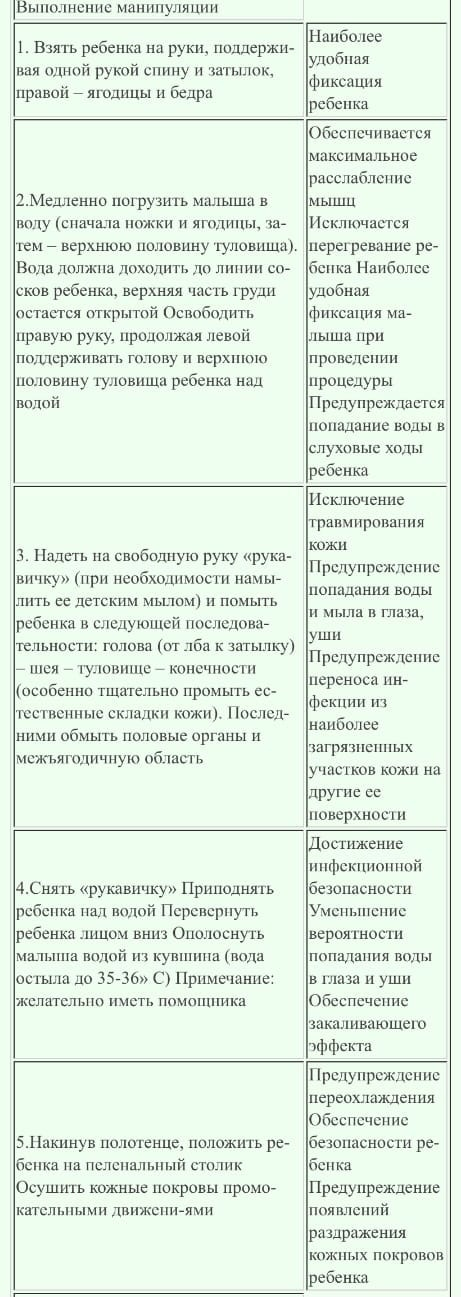 Выполнение манипуляции
1. Взять ребенка на руки, поддержи-
вая одной рукой спину и затылок,
правой – ягодицы и бедра
Наиболее
удобная
фиксация
ребенка
2.Медленно погрузить малыша в
воду (сначала ножки и ягодицы, за-
тем – верхнюю половину туловища).
Вода должна доходить до линии со-
сков ребенка, верхняя часть груди
остается открытой Освободить
правую руку, продолжая левой
поддерживать голову и верхнюю
половину туловища ребенка над
водой
Обеспечивается
максимальное
расслабление
мышц
Исключается
перегревание ре-
бенка Наиболее
удобная
фиксация ма-
лыша при
проведении
процедуры
Предупреждается
попадание воды в
слуховые ходы
ребенка
3. Надеть на свободную руку «рука-
вичку» (при необходимости намы-
лить ее детским мылом) и помыть
ребенка в следующей последова-
тельности: голова (от лба к затылку)
– шея – туловище – конечности
(особенно тщательно промыть ес-
тественные складки кожи). Послед-
ними обмыть половые органы и
межъягодичную область
Исключение
травмирования
кожи
Предупреждение
попадания воды
и мыла в глаза,
уши
Предупреждение
переноса ин-
фекции из
наиболее
загрязненных
участков кожи на
другие ее
поверхности
4.Снять «рукавичку» Приподнять
ребенка над водой Перевернуть
ребенка лицом вниз Ополоснуть
малыша водой из кувшина (вода
остыла до 35-36» С) Примечание:
желательно иметь помощника
Достижение
инфекционной
безопасности
Уменьшение
вероятности
попадания воды
в глаза и уши
Обеспечение
закаливающего
эффекта
5.Накинув полотенце, положить ре-
бенка на пеленальный столик
Осушить кожные покровы промо-
кательными движени-ями
Предупреждение
переохлаждения
Обеспечение
безопасности ре-
бенка
Предупреждение
появлений
раздражения
кожных покровов
ребенка